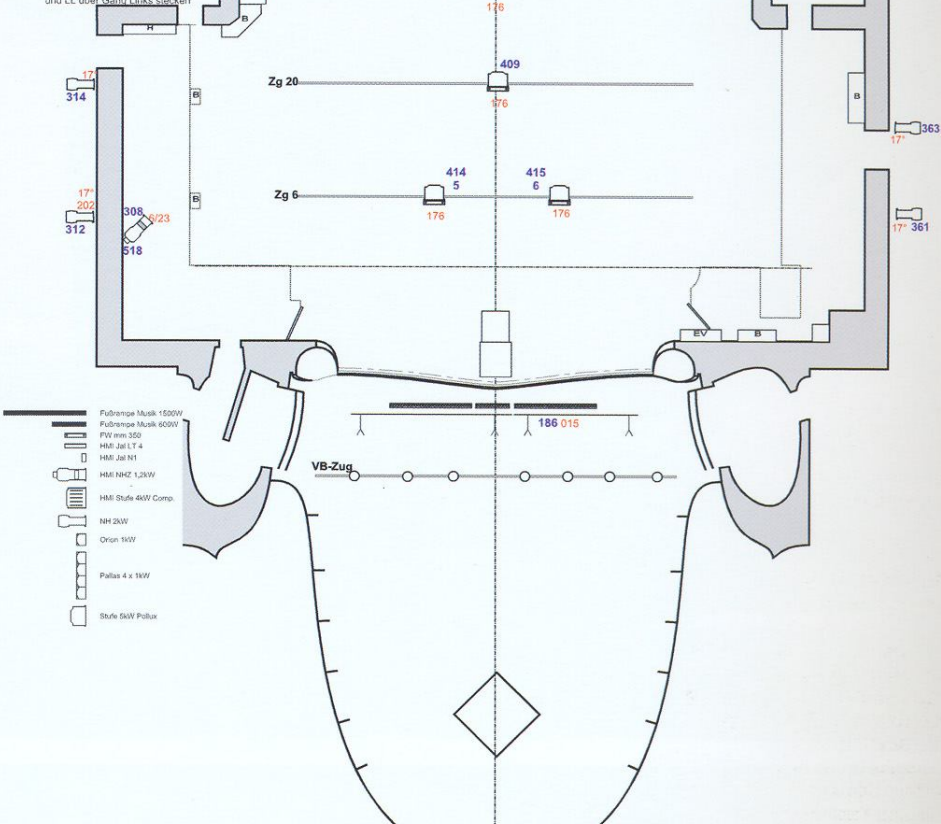 und LL über Gang Links stecken
H
B
176
409
Zg 20
176
17°
314
B
B
363
17°
414
5
415
6
Zg 6
176
176
17°
202
312
308
6/23
518
B
17°
361
EV
B
186 015
VB-Zug
Fußrampe Musik 1500W
Fußrampe Musik 600W
PW mm 350
HMI Jal LT 4
HMI Jal N1
HMI NHZ 1,2kW
HMI Stufe 4kW Comp.
NH 2kW
Orion 1kW
Pallas 4 x 1kW
Stufe 5kW Pollux